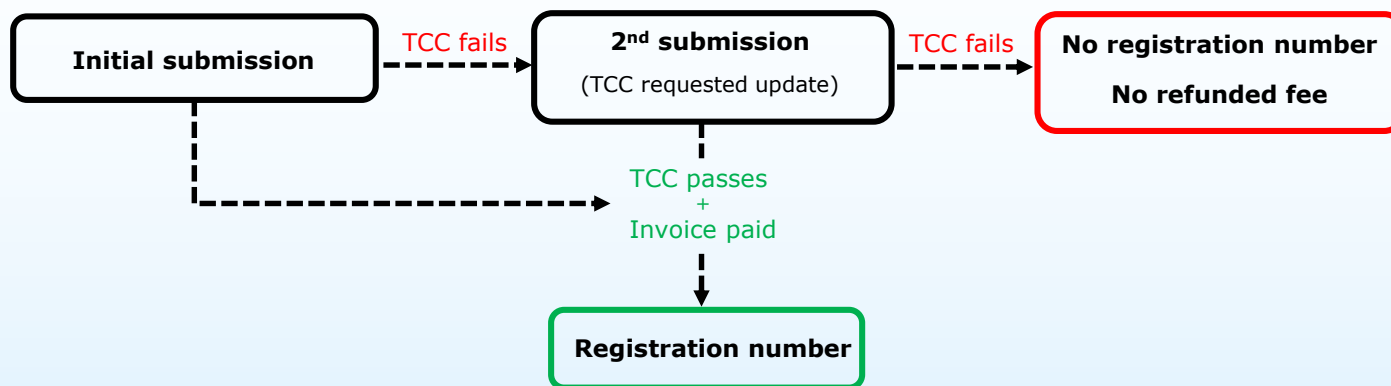 Initial submission
TCC fails
2nd submission
(TCC requested update)
TCC fails
No registration number
No refunded fee
TCC passes
+
Invoice paid
Registration number